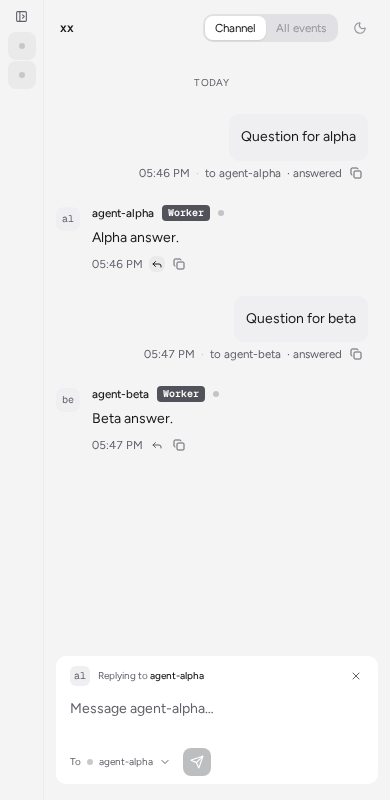 xx
Channel All events
TODAY
Question for alpha
05:46 PM · to agent-alpha · answered
al agent-alpha Worker
Alpha answer.
05:46 PM
Question for beta
05:47 PM · to agent-beta · answered
be agent-beta Worker
Beta answer.
05:47 PM
al Replying to agent-alpha
Message agent-alpha...
To agent-alpha